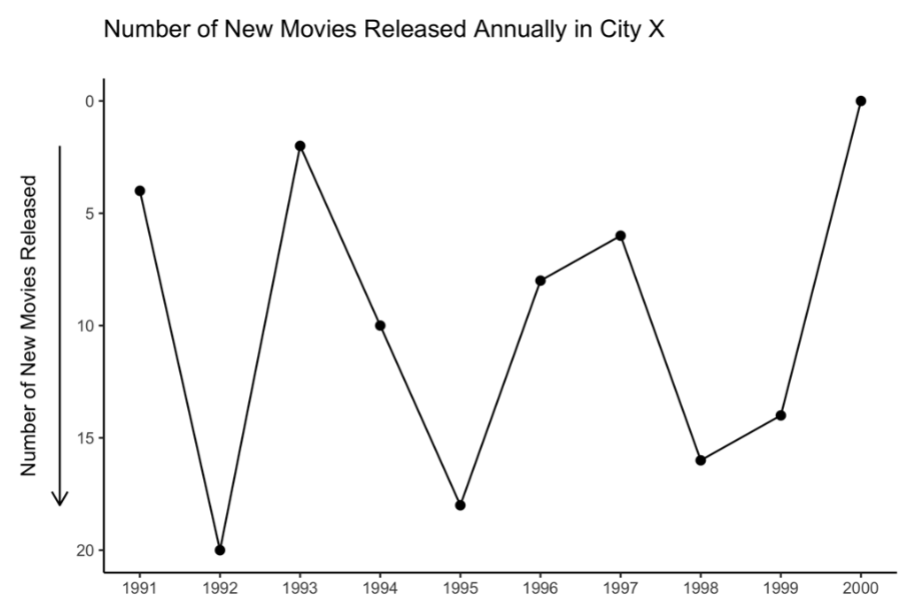 Number of New Movies Released Annually in City X
Number of New Movies Released
0
5
10
15
20
1991 1992 1993 1994 1995 1996 1997 1998 1999 2000